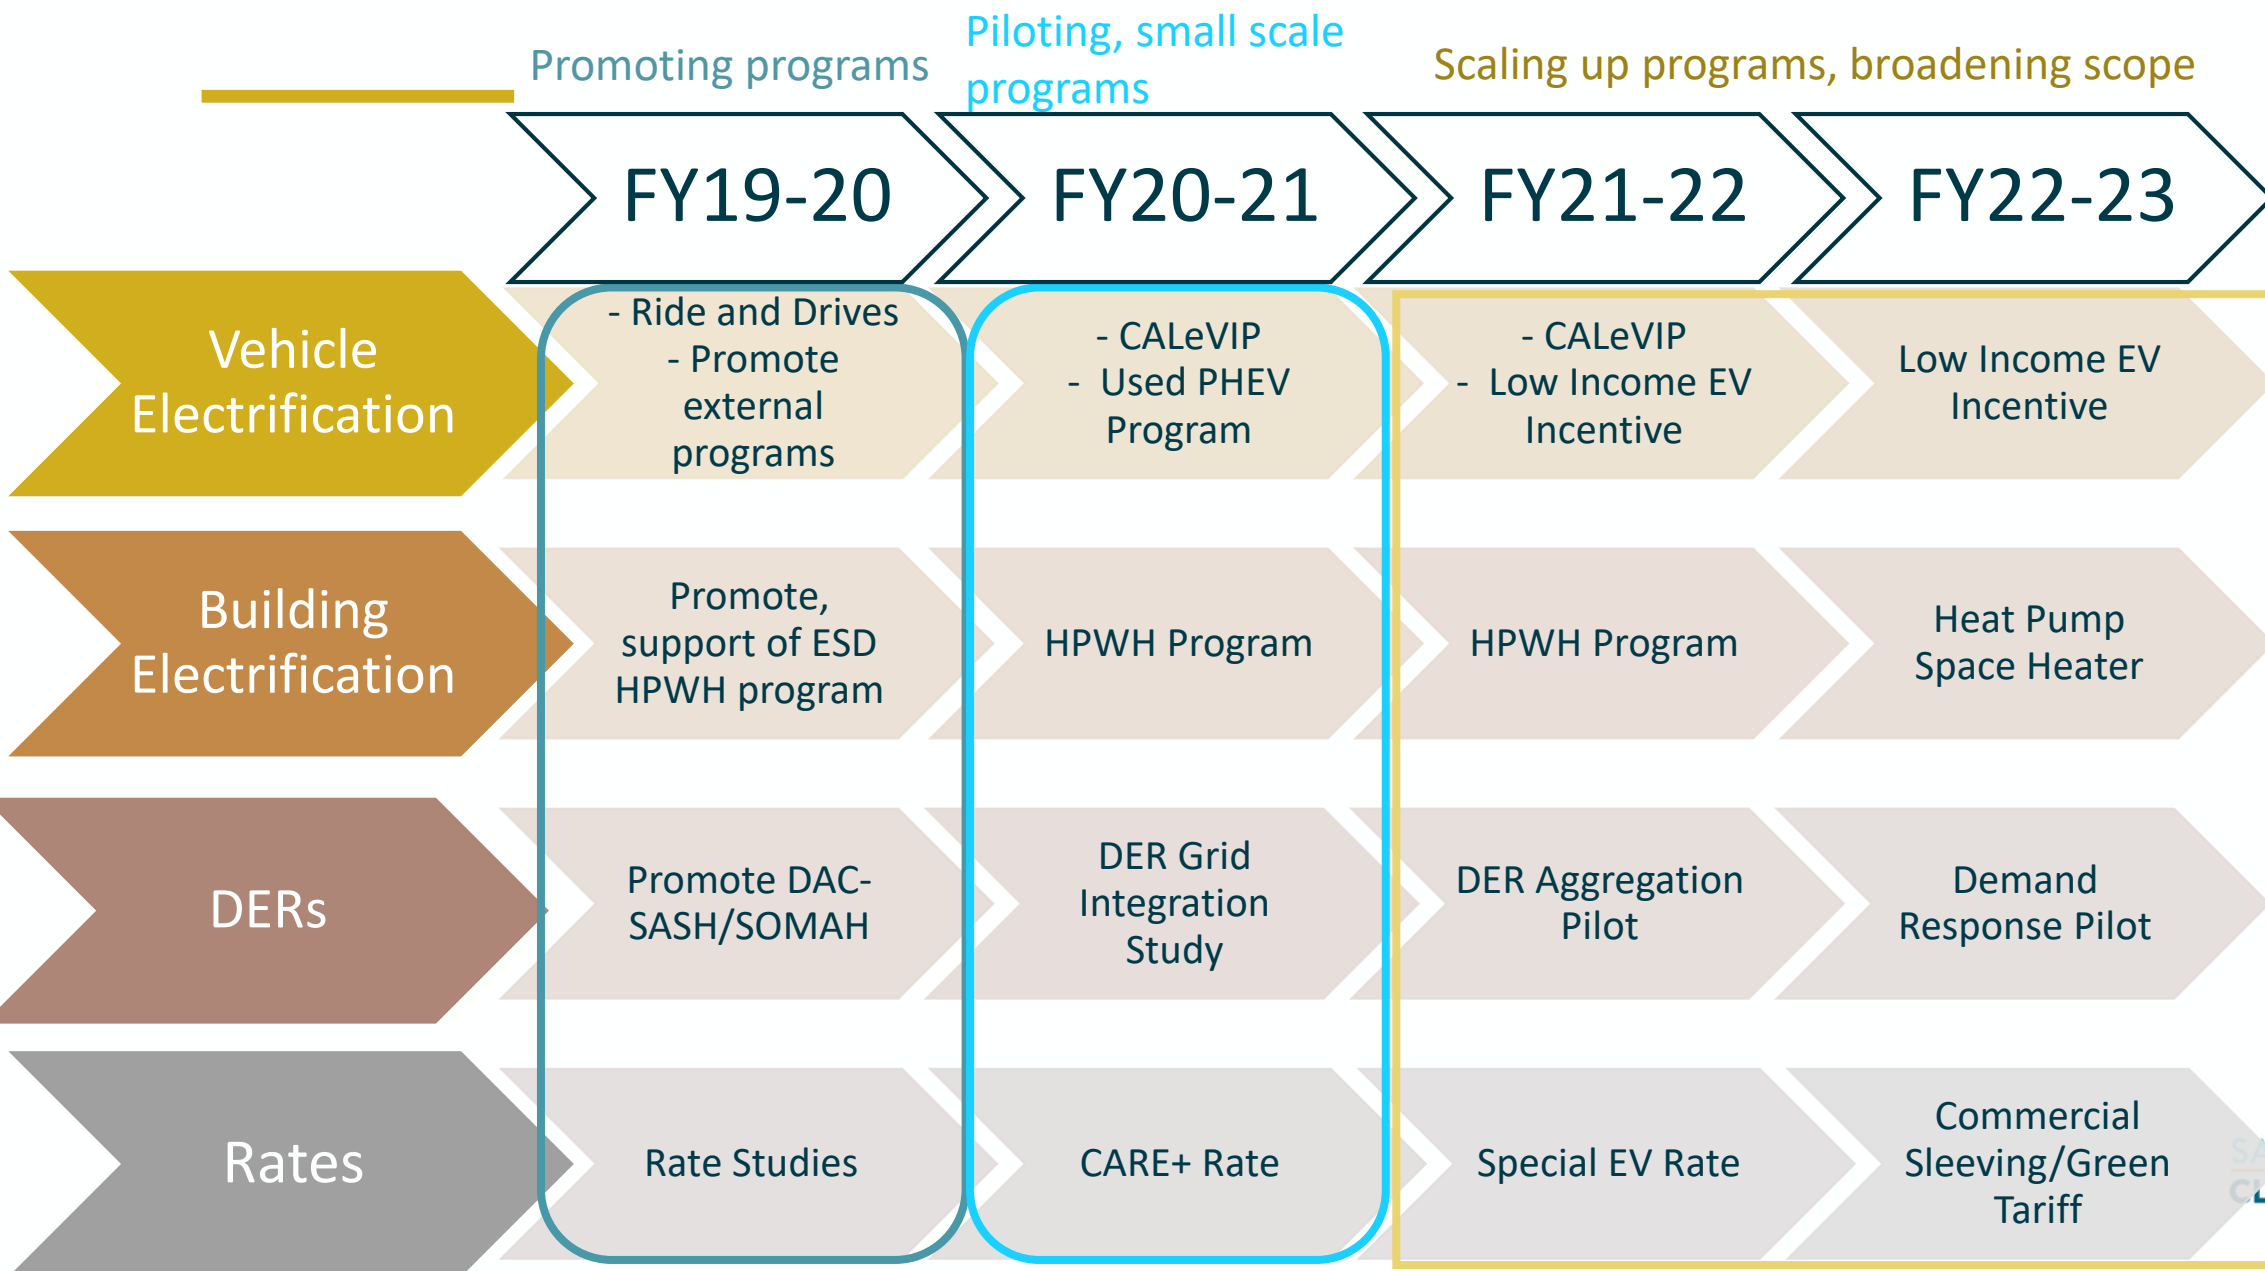 Promoting programs
Piloting, small scale
programs
Scaling up programs, broadening scope
FY19-20
FY20-21
FY21-22
FY22-23
Vehicle
Electrification
- Ride and Drives
- Promote
external
programs
- CALeVIP
- Used PHEV
Program
- CALeVIP
- Low Income EV
Incentive
Low Income EV
Incentive
Building
Electrification
Promote,
support of ESD
HPWH program
HPWH Program
HPWH Program
Heat Pump
Space Heater
DERs
Promote DAC-
SASH/SOMAH
DER Grid
Integration
Study
DER Aggregation
Pilot
Demand
Response Pilot
Rates
Rate Studies
CARE+ Rate
Special EV Rate
Commercial
Sleeving/Green
Tariff